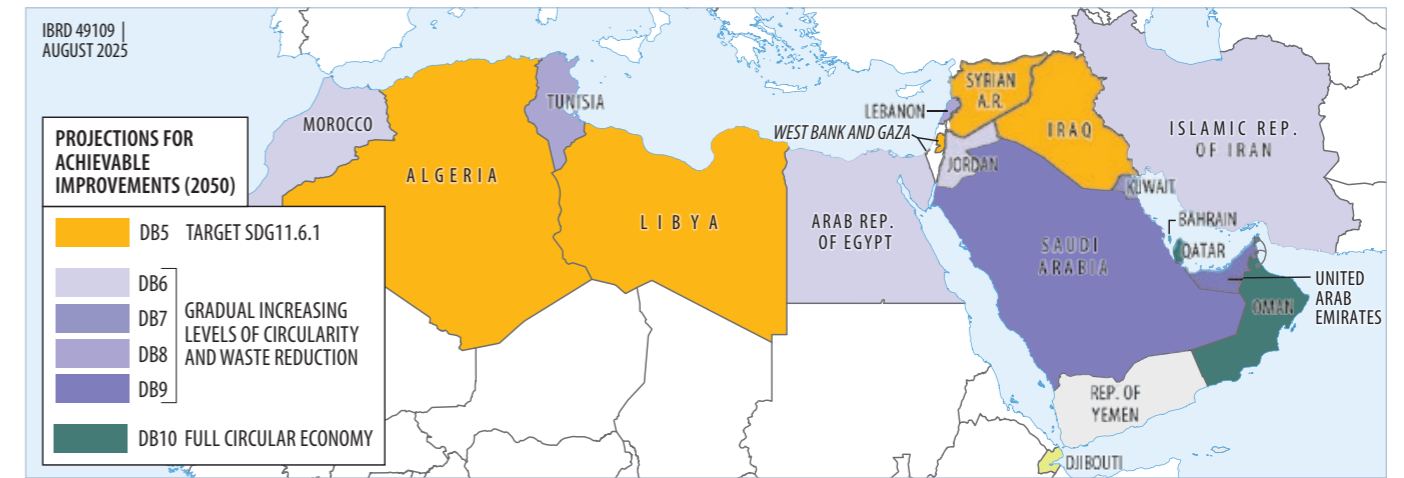 IBRD 49109 |
AUGUST 2025
PROJECTIONS FOR
ACHIEVABLE
IMPROVEMENTS (2050)
DB5 TARGET SDG11.6.1
DB6
DB7
DB8
DB9
GRADUAL INCREASING
LEVELS OF CIRCULARITY
AND WASTE REDUCTION
DB10 FULL CIRCULAR ECONOMY
MOROCCO
ALGERIA
TUNISIA
LIBYA
ARAB REP.
OF EGYPT
LEBANON
WEST BANK AND GAZA
SYRIAN
A.R.
JORDAN
IRAQ
ISLAMIC REP.
OF IRAN
KUWAIT
BAHRAIN
QATAR
SAUDI
ARABIA
UNITED
ARAB
EMIRATES
OMAN
REP. OF
YEMEN
DJIBOUTI